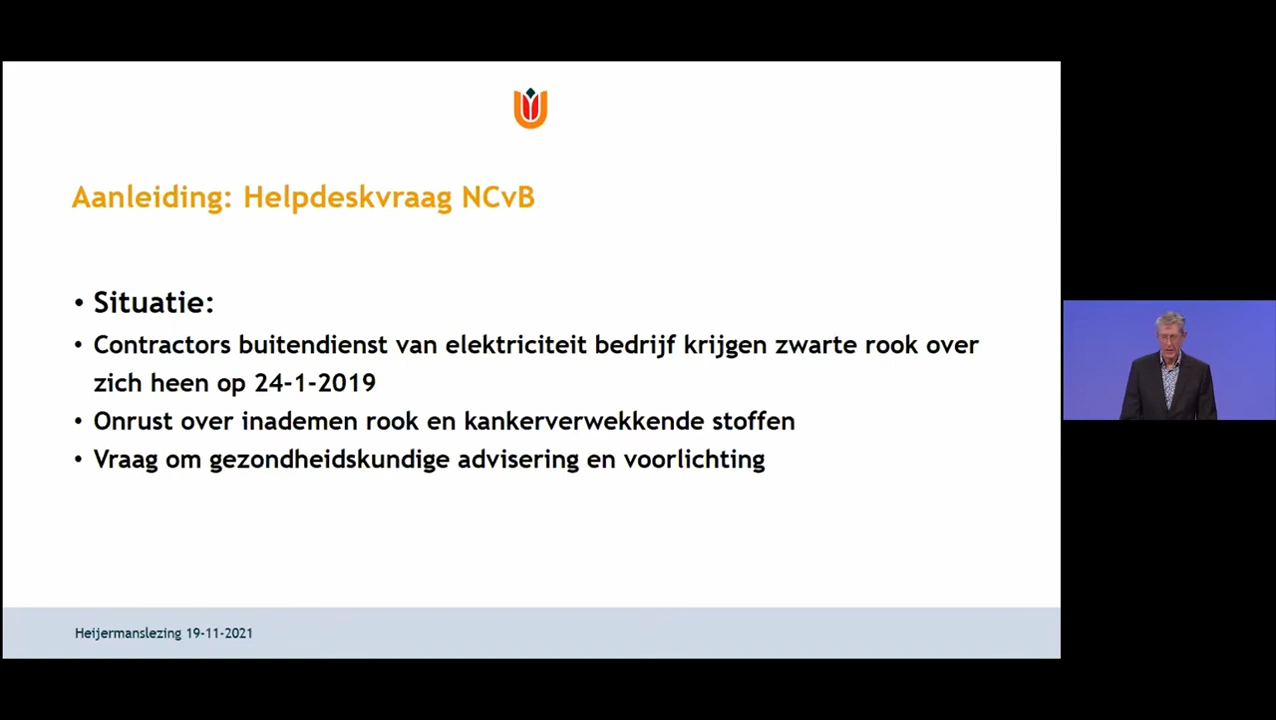 Aanleiding: Helpdeskvraag NCvB
• Situatie:
• Contractors buitendienst van elektriciteit bedrijf krijgen zwarte rook over
zich heen op 24-1-2019
• Onrust over inademen rook en kankerverwekkende stoffen
• Vraag om gezondheidskundige advisering en voorlichting
Heijermanslezing 19-11-2021